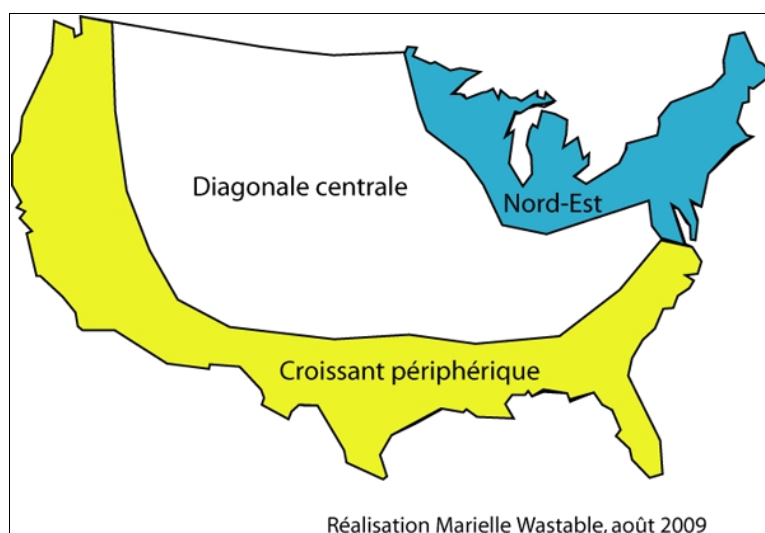 Diagonale centrale
Nord-Est
Croissant périphérique
Réalisation Marielle Wastable, août 2009